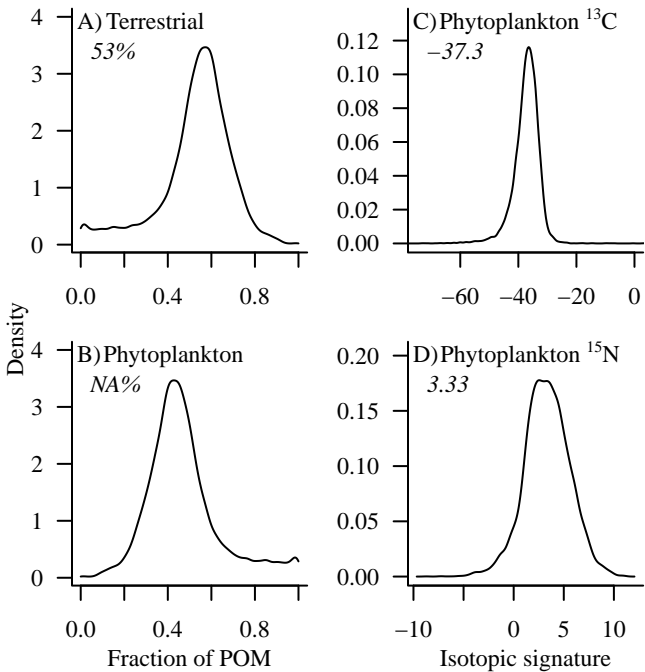 A) Terrestrial
53%
4
3
2
1
0
0.0 0.4 0.8
C) Phytoplankton ¹³C
−37.3
0.12
0.10
0.08
0.06
0.04
0.02
0.00
−60 −40 −20 0
Density
B) Phytoplankton
NA%
4
3
2
1
0
0.0 0.4 0.8
Fraction of POM
D) Phytoplankton ¹⁵N
3.33
0.20
0.15
0.10
0.05
0.00
−10 0 5 10
Isotopic signature